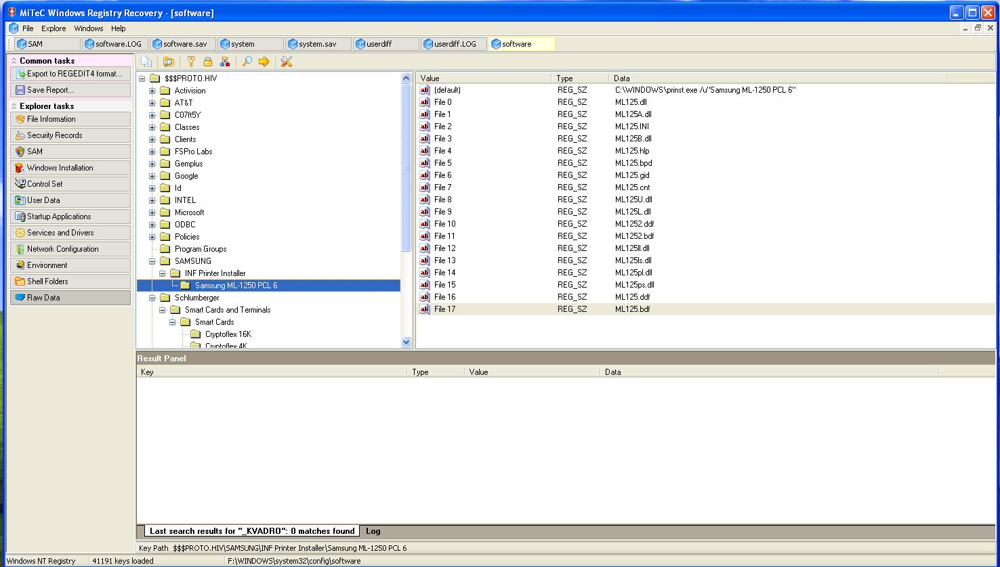 MiTeC Windows Registry Recovery - [software]
File Explore Windows Help
SAM software.LOG software.sav system system.sav userdiff userdiff.LOG software
Common tasks
Export to REGEDIT4 format...
Save Report...
Explorer tasks
File Information
Security Records
SAM
Windows Installation
Control Set
User Data
Startup Applications
Services and Drivers
Network Configuration
Environment
Shell Folders
Raw Data
$$$PROTO.HIV
Activision
AT&T
C07ft5Y
Classes
Clients
FSPro Labs
Gemplus
Google
Id
INTEL
Microsoft
ODBC
Policies
Program Groups
SAMSUNG
INF Printer Installer
Samsung ML-1250 PCL 6
Schlumberger
Smart Cards and Terminals
Smart Cards
Cryptoflex 16K
Cryptoflex 4K
Value Type Data
(default) REG_SZ C:\WINDOWS\prinst.exe /u"Samsung ML-1250 PCL 6"
File 0 REG_SZ ML125.dll
File 1 REG_SZ ML125A.dll
File 2 REG_SZ ML125.INI
File 3 REG_SZ ML125B.dll
File 4 REG_SZ ML125.hlp
File 5 REG_SZ ML125.bpd
File 6 REG_SZ ML125.gid
File 7 REG_SZ ML125.cnt
File 8 REG_SZ ML125U.dll
File 9 REG_SZ ML125L.dll
File 10 REG_SZ ML1252.ddf
File 11 REG_SZ ML1252.bdf
File 12 REG_SZ ML125ll.dll
File 13 REG_SZ ML125ls.dll
File 14 REG_SZ ML125pl.dll
File 15 REG_SZ ML125ps.dll
File 16 REG_SZ ML125.ddf
File 17 REG_SZ ML125.bdf
Result Panel
Key Type Value Data
Last search results for "_KVADRO": 0 matches found Log
Key Path $$$PROTO.HIV\SAMSUNG\INF Printer Installer\Samsung ML-1250 PCL 6
Windows NT Registry 41191 keys loaded F:\WINDOWS\system32\config\software